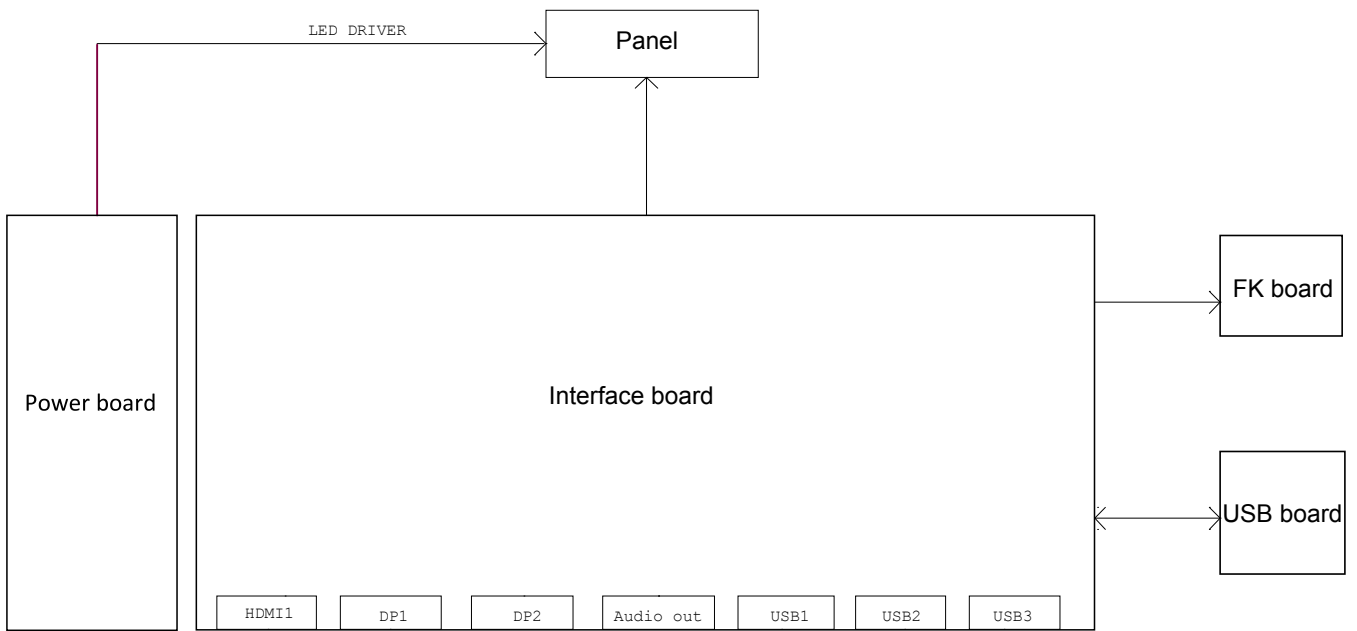 LED DRIVER
Panel
FK board
Interface board
Power board
USB board
HDMI1
DP1
DP2
Audio out
USB1
USB2
USB3